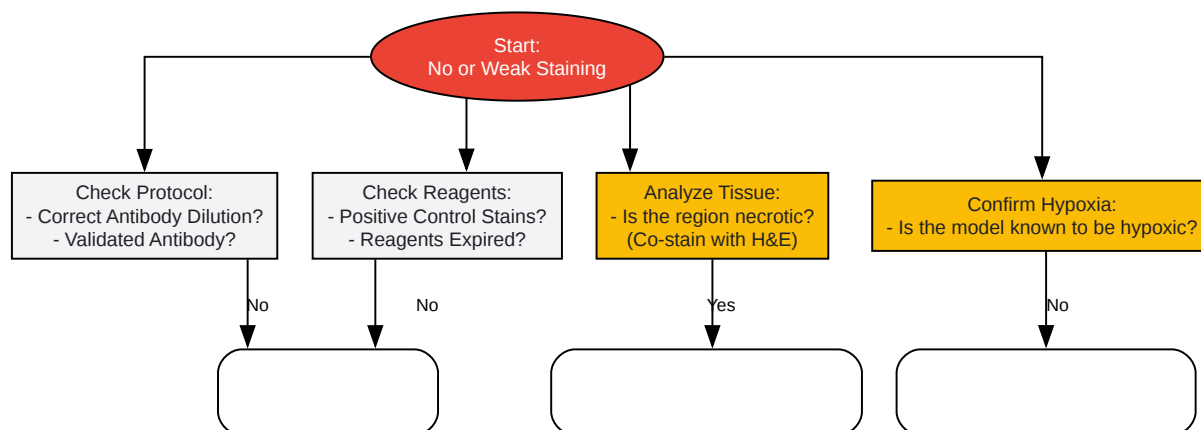 Start:
No or Weak Staining
Check Protocol:
- Correct Antibody Dilution?
- Validated Antibody?
Check Reagents:
- Positive Control Stains?
- Reagents Expired?
Analyze Tissue:
- Is the region necrotic?
(Co-stain with H&E)
Confirm Hypoxia:
- Is the model known to be hypoxic?
No
No
Yes
No